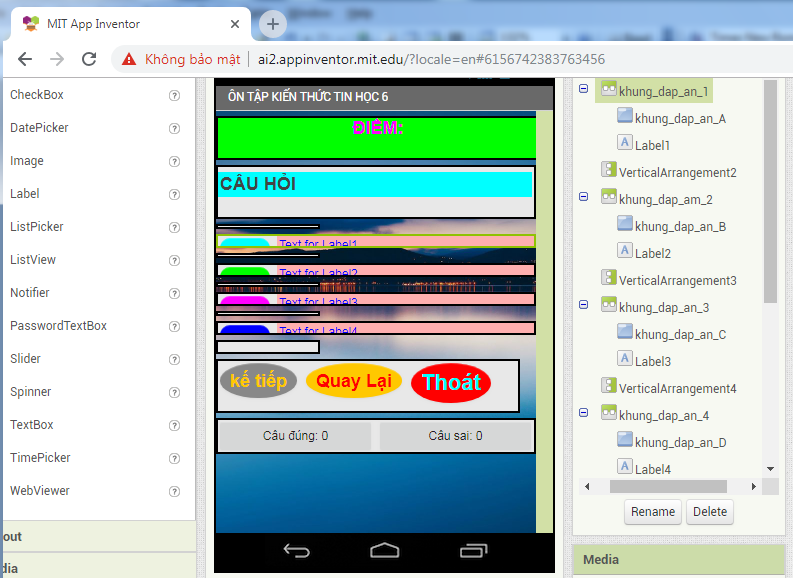 MIT App Inventor
Không bảo mật | ai2.appinventor.mit.edu/?locale=en#6156742383763456
CheckBox
DatePicker
Image
Label
ListPicker
ListView
Notifier
PasswordTextBox
Slider
Spinner
TextBox
TimePicker
WebViewer
out
dia
ÔN TẬP KIẾN THỨC TIN HỌC 6
ĐIỂM:
CÂU HỎI
Text for Label1
Text for Label2
Text for Label3
Text for Label4
kế tiếp
Quay Lại
Thoát
Câu đúng: 0
Câu sai: 0
khung_dap_an_1
khung_dap_an_A
Label1
VerticalArrangement2
khung_dap_am_2
khung_dap_an_B
Label2
VerticalArrangement3
khung_dap_an_3
khung_dap_an_C
Label3
VerticalArrangement4
khung_dap_an_4
khung_dap_an_D
Label4
Rename
Delete
Media